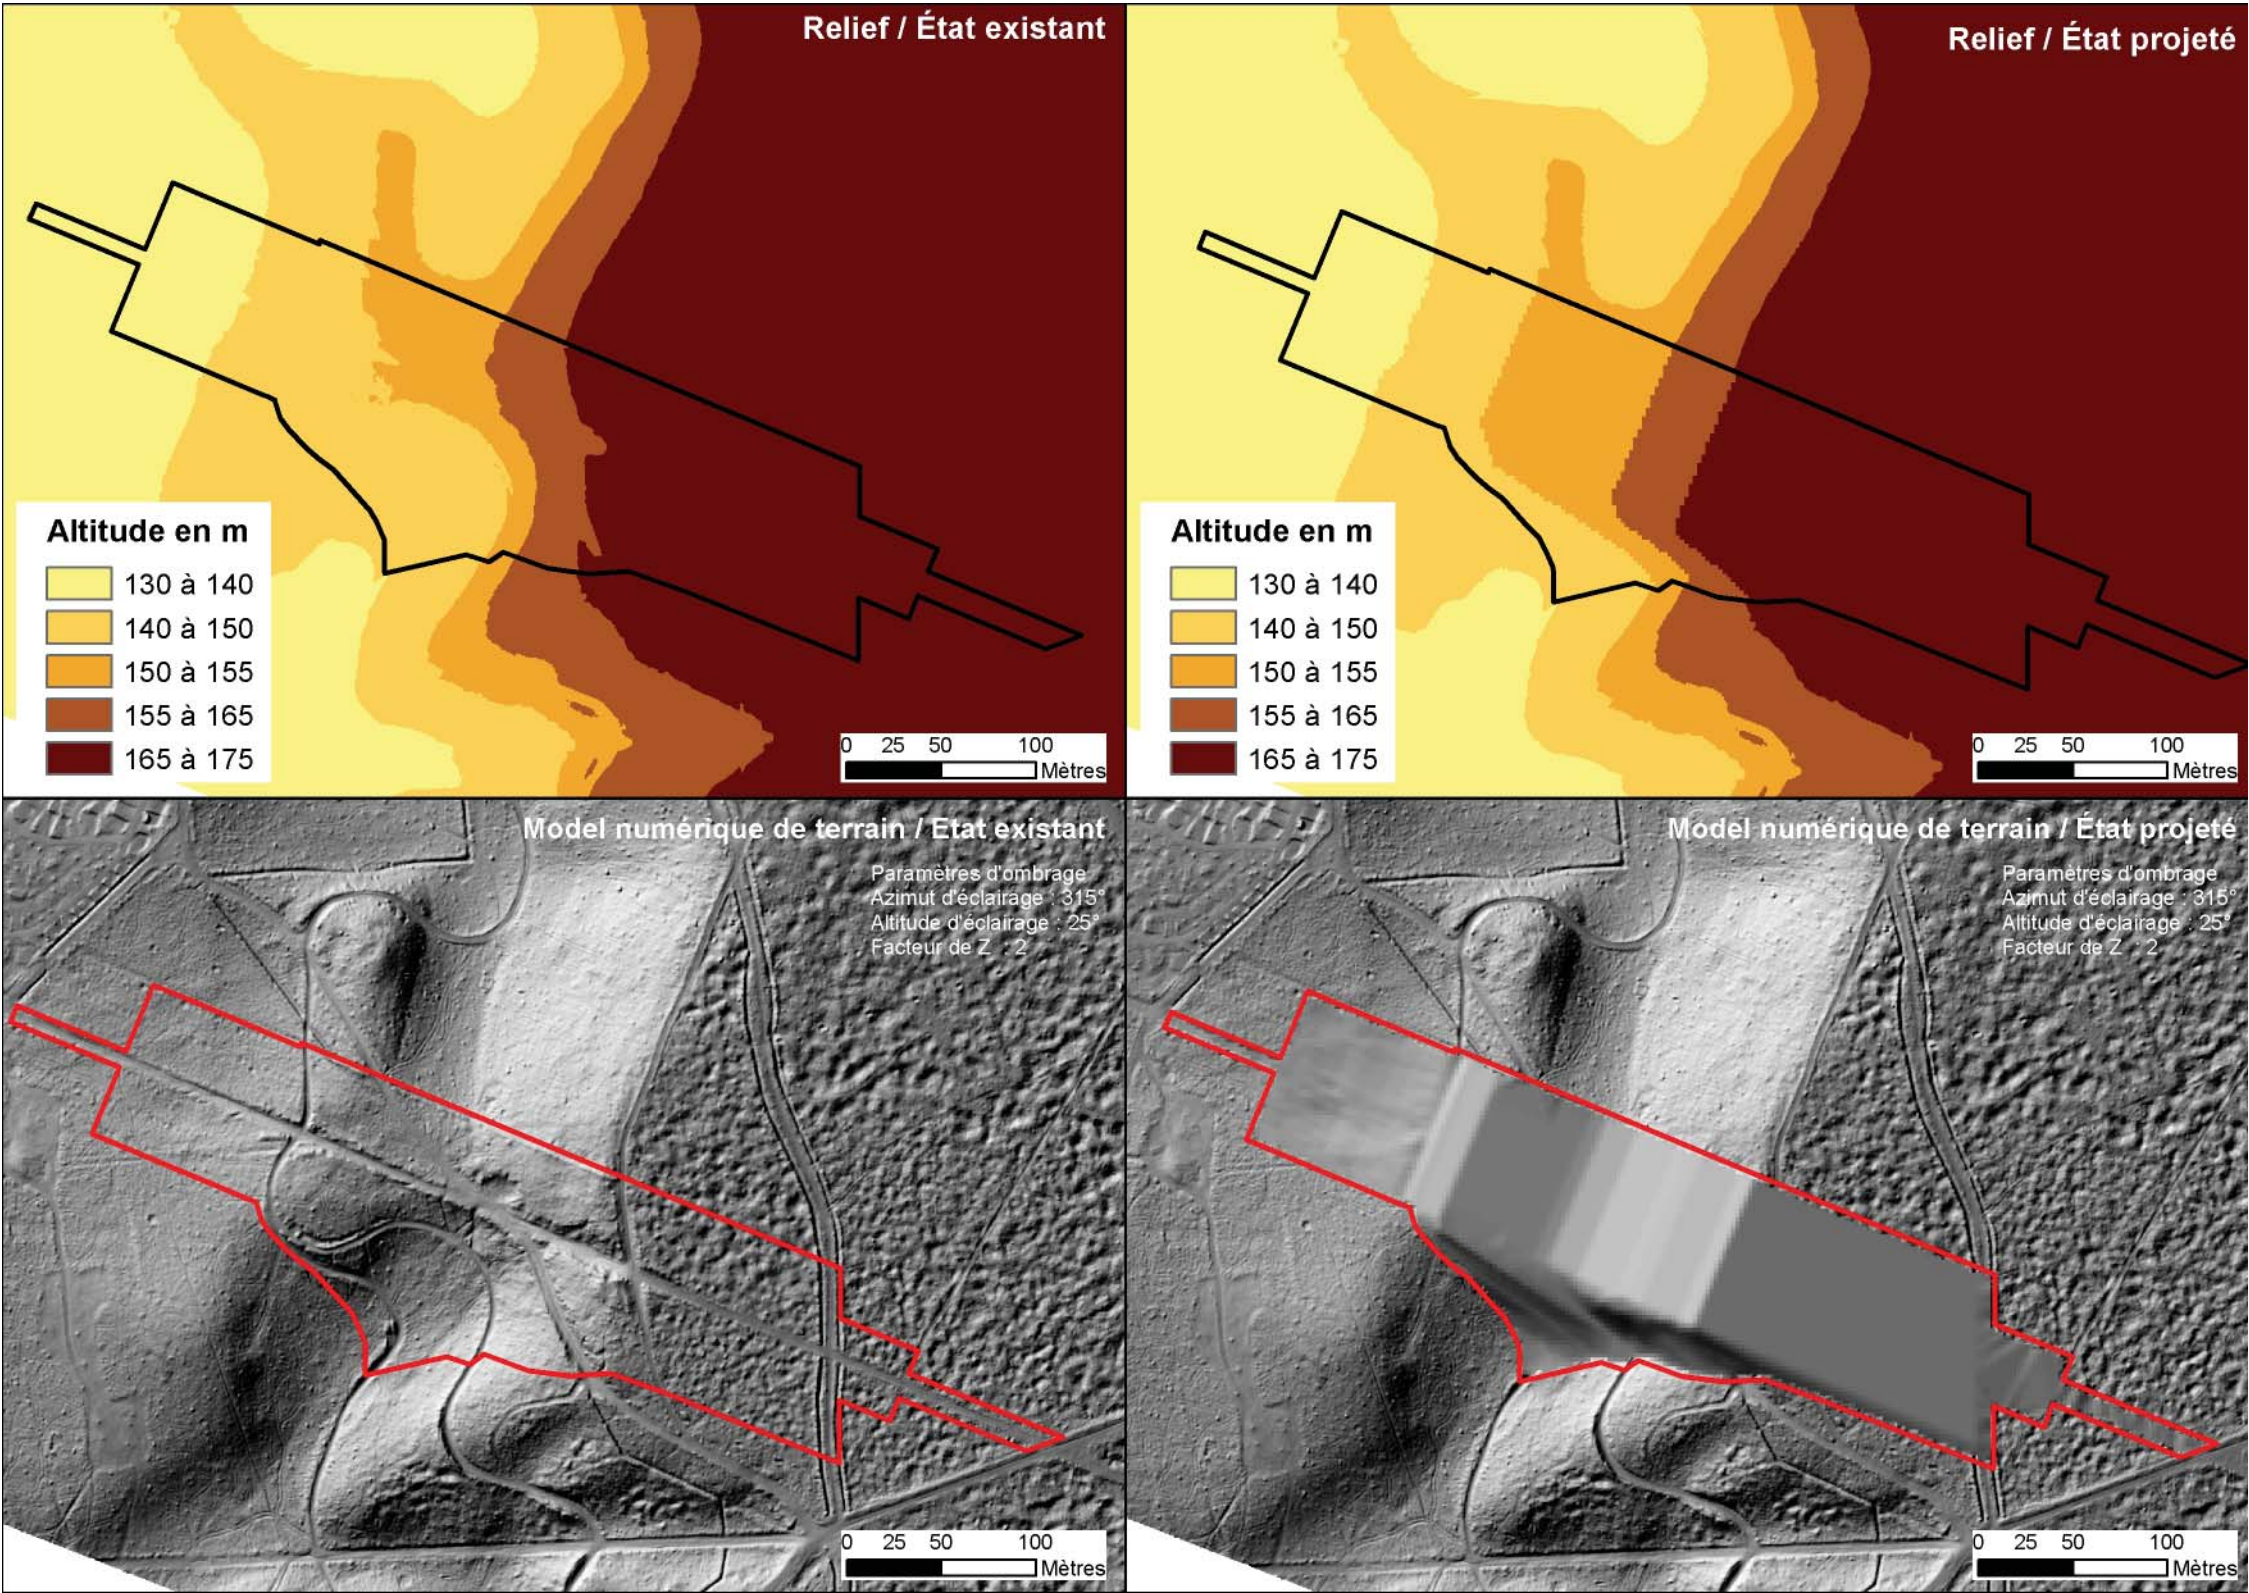 Relief / État existant
Altitude en m
130 à 140
140 à 150
150 à 155
155 à 165
165 à 175
0 25 50 100
Mètres
Relief / État projeté
Altitude en m
130 à 140
140 à 150
150 à 155
155 à 165
165 à 175
0 25 50 100
Mètres
Model numérique de terrain / Etat existant
Paramètres d'ombrage
Azimut d'éclairage : 315°
Altitude d'éclairage : 25°
Facteur de Z : 2
0 25 50 100
Mètres
Model numérique de terrain / État projeté
Paramètres d'ombrage
Azimut d'éclairage : 315°
Altitude d'éclairage : 25°
Facteur de Z : 2
0 25 50 100
Mètres